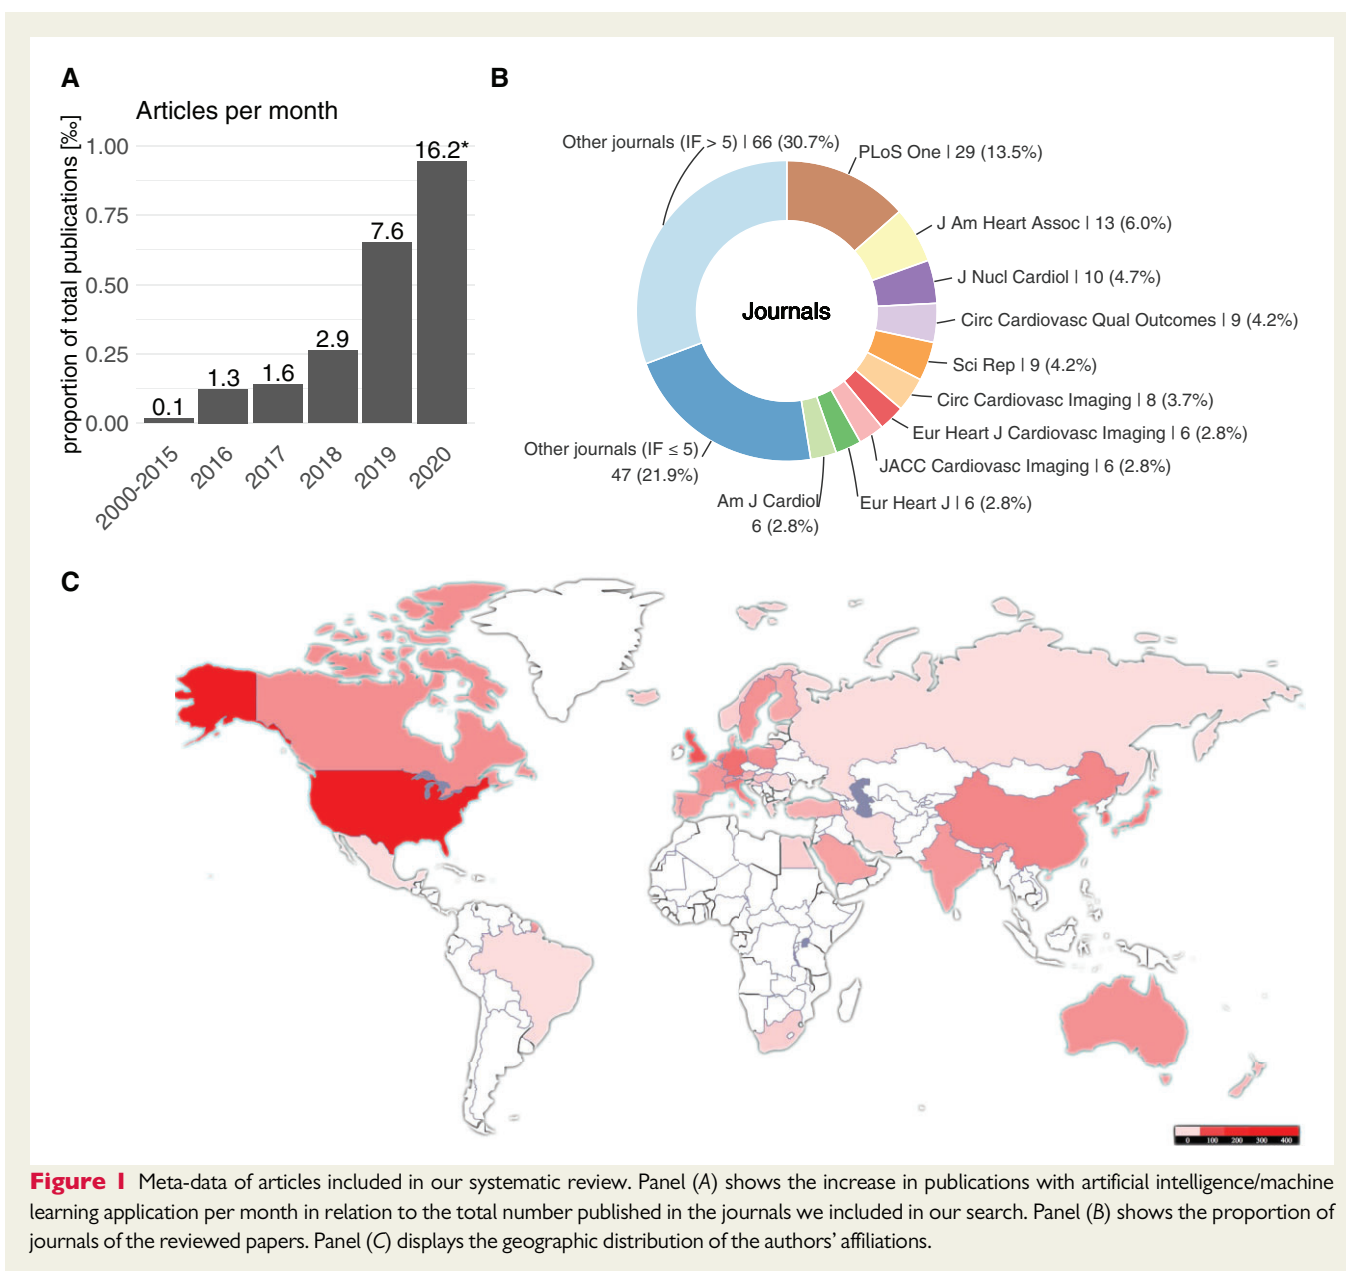 A
Articles per month
proportion of total publications [‰]
1.00
0.75
0.50
0.25
0.00
0.1
1.3
1.6
2.9
7.6
16.2*
2000-2015
2016
2017
2018
2019
2020
B
Other journals (IF > 5) | 66 (30.7%)
PLoS One | 29 (13.5%)
J Am Heart Assoc | 13 (6.0%)
J Nucl Cardiol | 10 (4.7%)
Circ Cardiovasc Qual Outcomes | 9 (4.2%)
Sci Rep | 9 (4.2%)
Circ Cardiovasc Imaging | 8 (3.7%)
Eur Heart J Cardiovasc Imaging | 6 (2.8%)
JACC Cardiovasc Imaging | 6 (2.8%)
Eur Heart J | 6 (2.8%)
Am J Cardiol
6 (2.8%)
Other journals (IF ≤ 5)
47 (21.9%)
Journals
C
0 100 200 300 400
Figure 1 Meta-data of articles included in our systematic review. Panel (A) shows the increase in publications with artificial intelligence/machine
learning application per month in relation to the total number published in the journals we included in our search. Panel (B) shows the proportion of
journals of the reviewed papers. Panel (C) displays the geographic distribution of the authors’ affiliations.